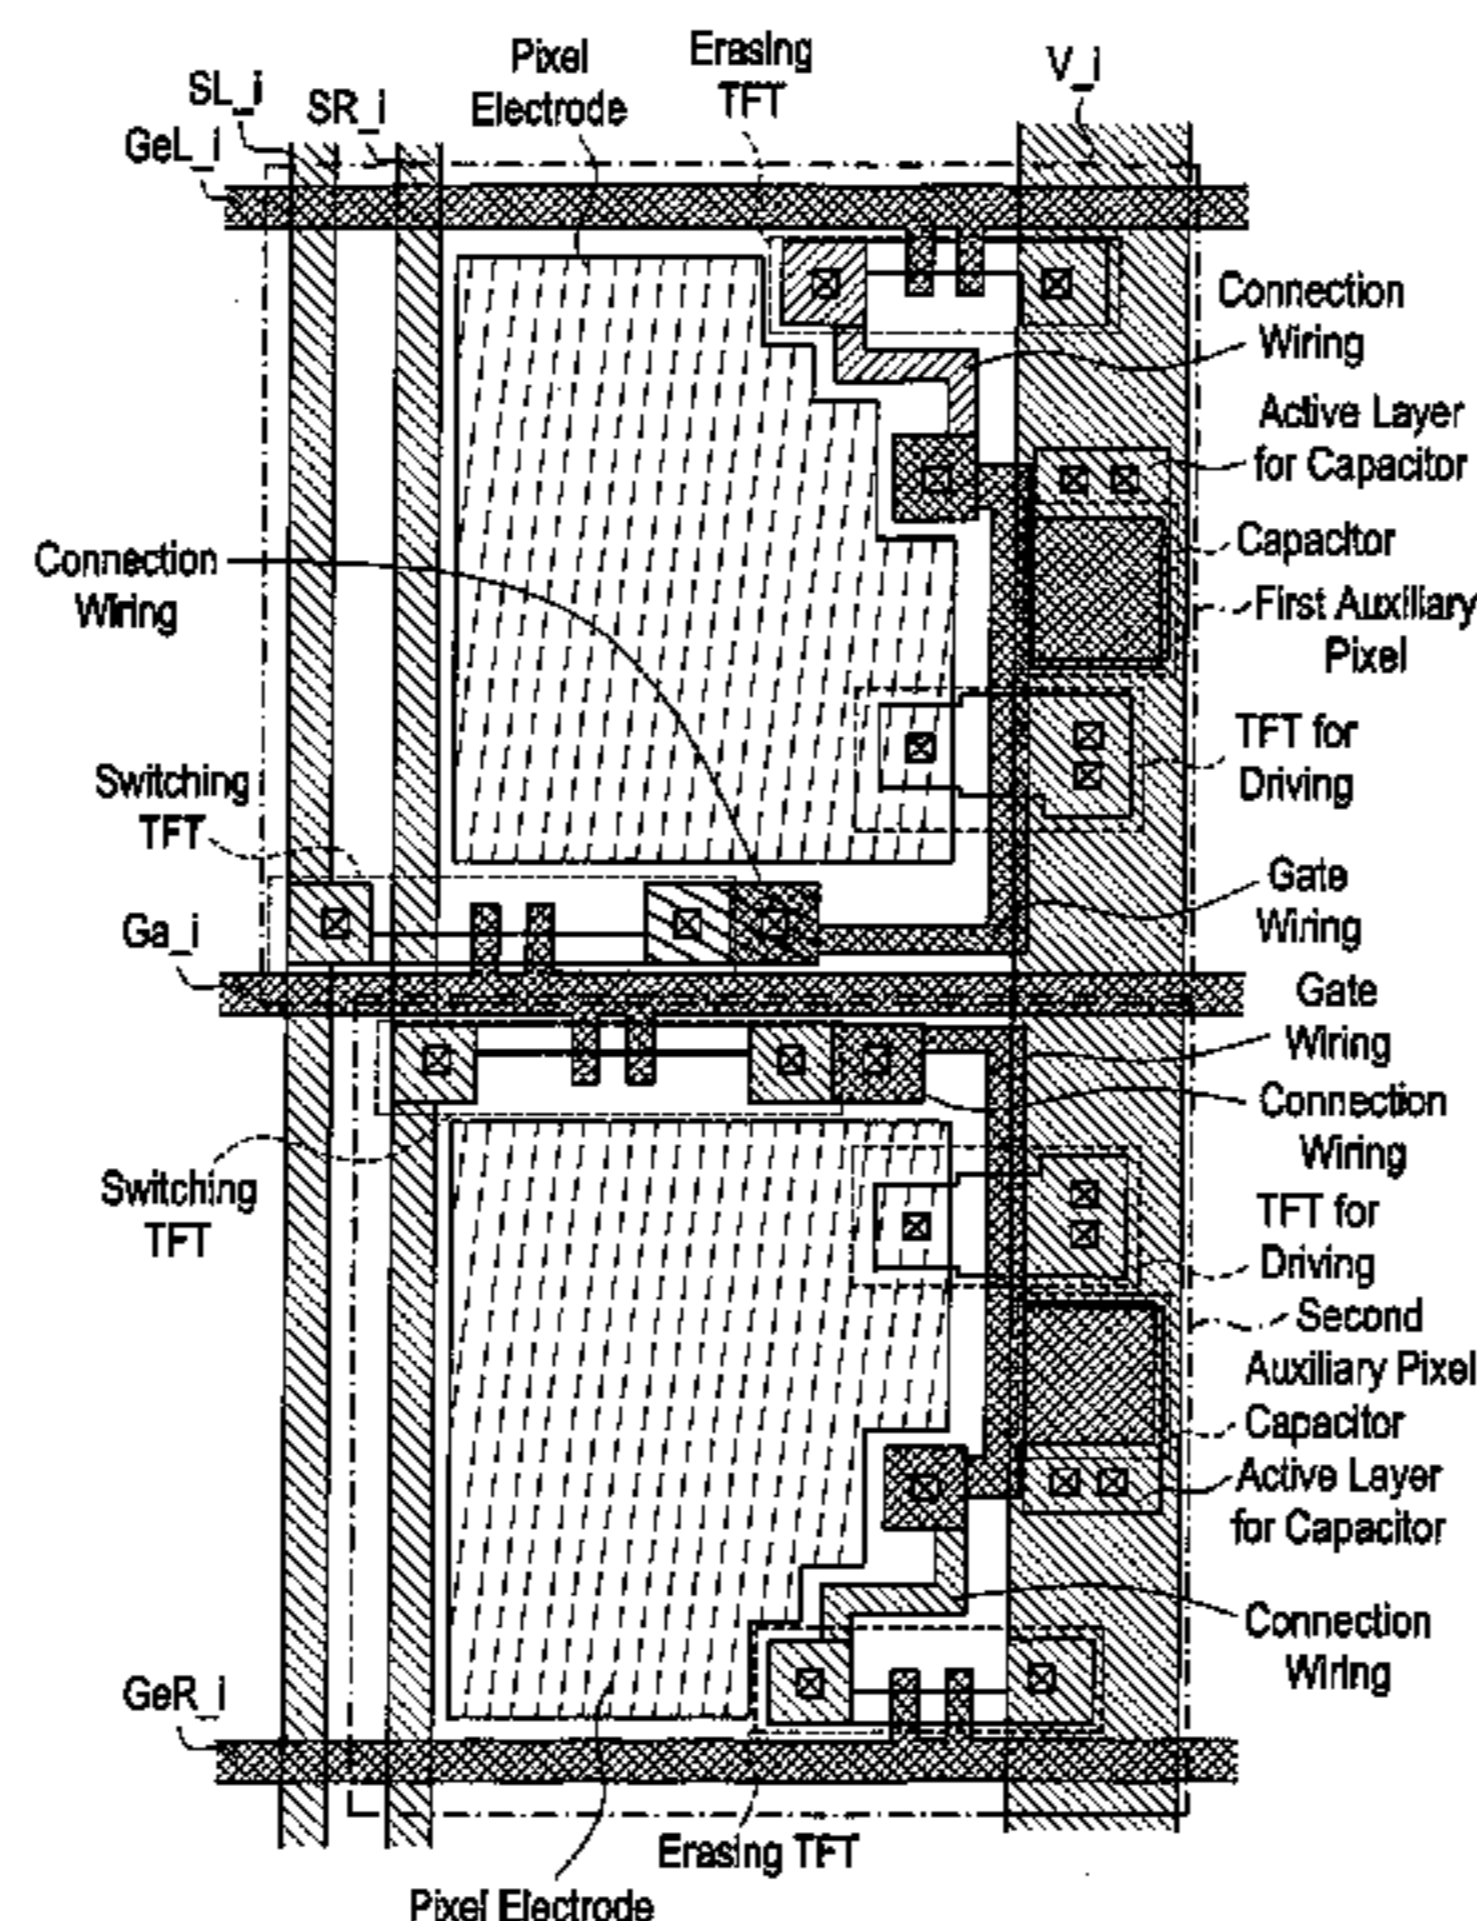 Pixel
Electrode
Erasing
TFT
V_i
SL_i
SR_i
GeL_i
Connection
Wiring
Active Layer
for Capacitor
Capacitor
First Auxiliary
Pixel
Connection
Wiring
TFT for
Driving
Switching
TFT
Gate
Wiring
Ga_i
Gate
Wiring
Connection
Wiring
Switching
TFT
TFT for
Driving
Second
Auxiliary Pixel
Capacitor
Active Layer
for Capacitor
Connection
Wiring
GeR_i
Erasing TFT
Pixel Electrode